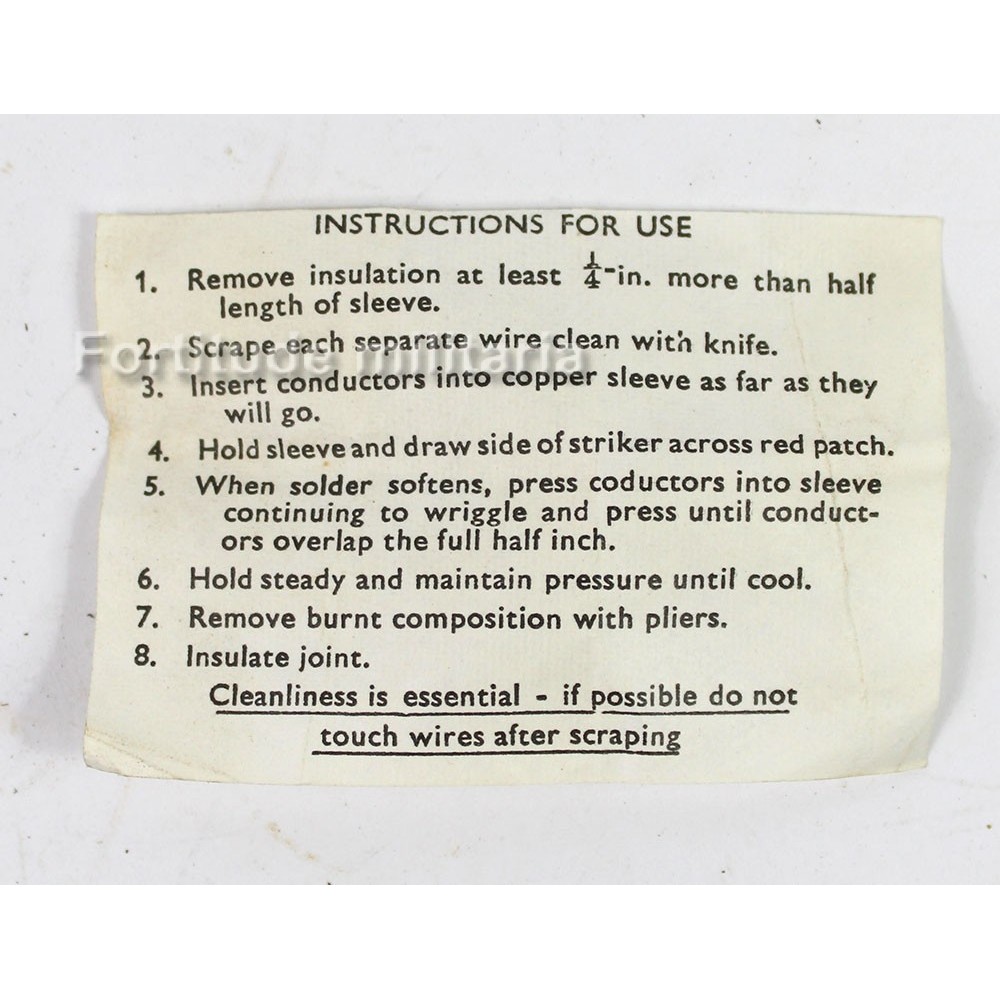 INSTRUCTIONS FOR USE
1. Remove insulation at least ¼-in. more than half
length of sleeve.
2. Scrape each separate wire clean with knife.
Fortitude militaria
3. Insert conductors into copper sleeve as far as they
will go.
4. Hold sleeve and draw side of striker across red patch.
5. When solder softens, press coductors into sleeve
continuing to wriggle and press until conduct-
ors overlap the full half inch.
6. Hold steady and maintain pressure until cool.
7. Remove burnt composition with pliers.
8. Insulate joint.
Cleanliness is essential - if possible do not
touch wires after scraping